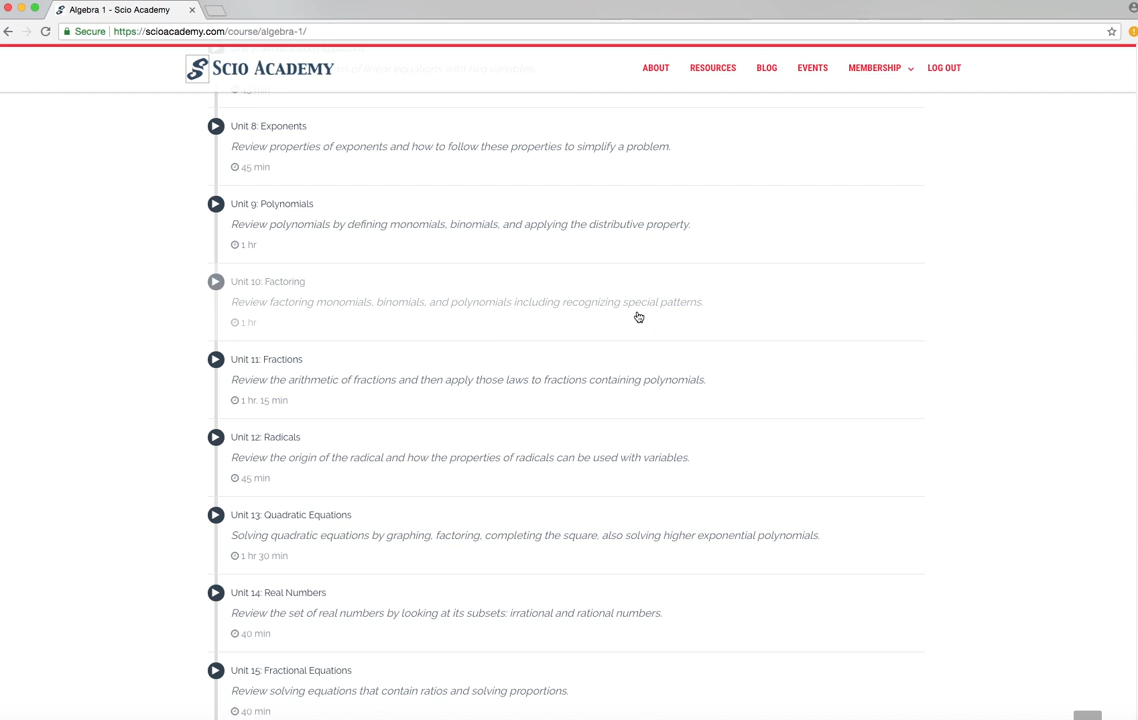 Algebra 1 - Scio Academy
Secure https://scioacademy.com/course/algebra-1/
SCIO ACADEMY
ABOUT RESOURCES BLOG EVENTS MEMBERSHIP LOG OUT
of linear equations with two variables.
Unit 8: Exponents
Review properties of exponents and how to follow these properties to simplify a problem.
45 min
Unit 9: Polynomials
Review polynomials by defining monomials, binomials, and applying the distributive property.
1 hr
Unit 10: Factoring
Review factoring monomials, binomials, and polynomials including recognizing special patterns.
1 hr
Unit 11: Fractions
Review the arithmetic of fractions and then apply those laws to fractions containing polynomials.
1 hr. 15 min
Unit 12: Radicals
Review the origin of the radical and how the properties of radicals can be used with variables.
45 min
Unit 13: Quadratic Equations
Solving quadratic equations by graphing, factoring, completing the square, also solving higher exponential polynomials.
1 hr 30 min
Unit 14: Real Numbers
Review the set of real numbers by looking at its subsets: irrational and rational numbers.
40 min
Unit 15: Fractional Equations
Review solving equations that contain ratios and solving proportions.
40 min